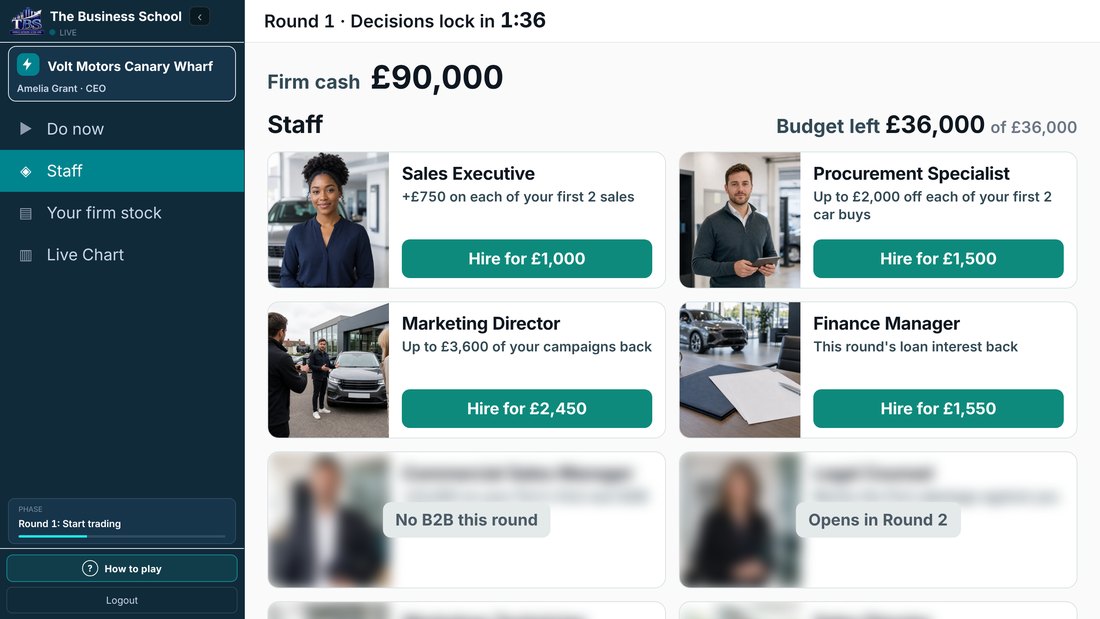 TBS
The Business School
‹
LIVE
Volt Motors Canary Wharf
Amelia Grant · CEO
Do now
Staff
Your firm stock
Live Chart
PHASE
Round 1: Start trading
? How to play
Logout
Round 1 · Decisions lock in 1:36
Firm cash £90,000
Staff
Budget left £36,000 of £36,000
Sales Executive
+£750 on each of your first 2 sales
Hire for £1,000
Procurement Specialist
Up to £2,000 off each of your first 2
car buys
Hire for £1,500
Marketing Director
Up to £3,600 of your campaigns back
Hire for £2,450
Finance Manager
This round's loan interest back
Hire for £1,550
No B2B this round
Opens in Round 2